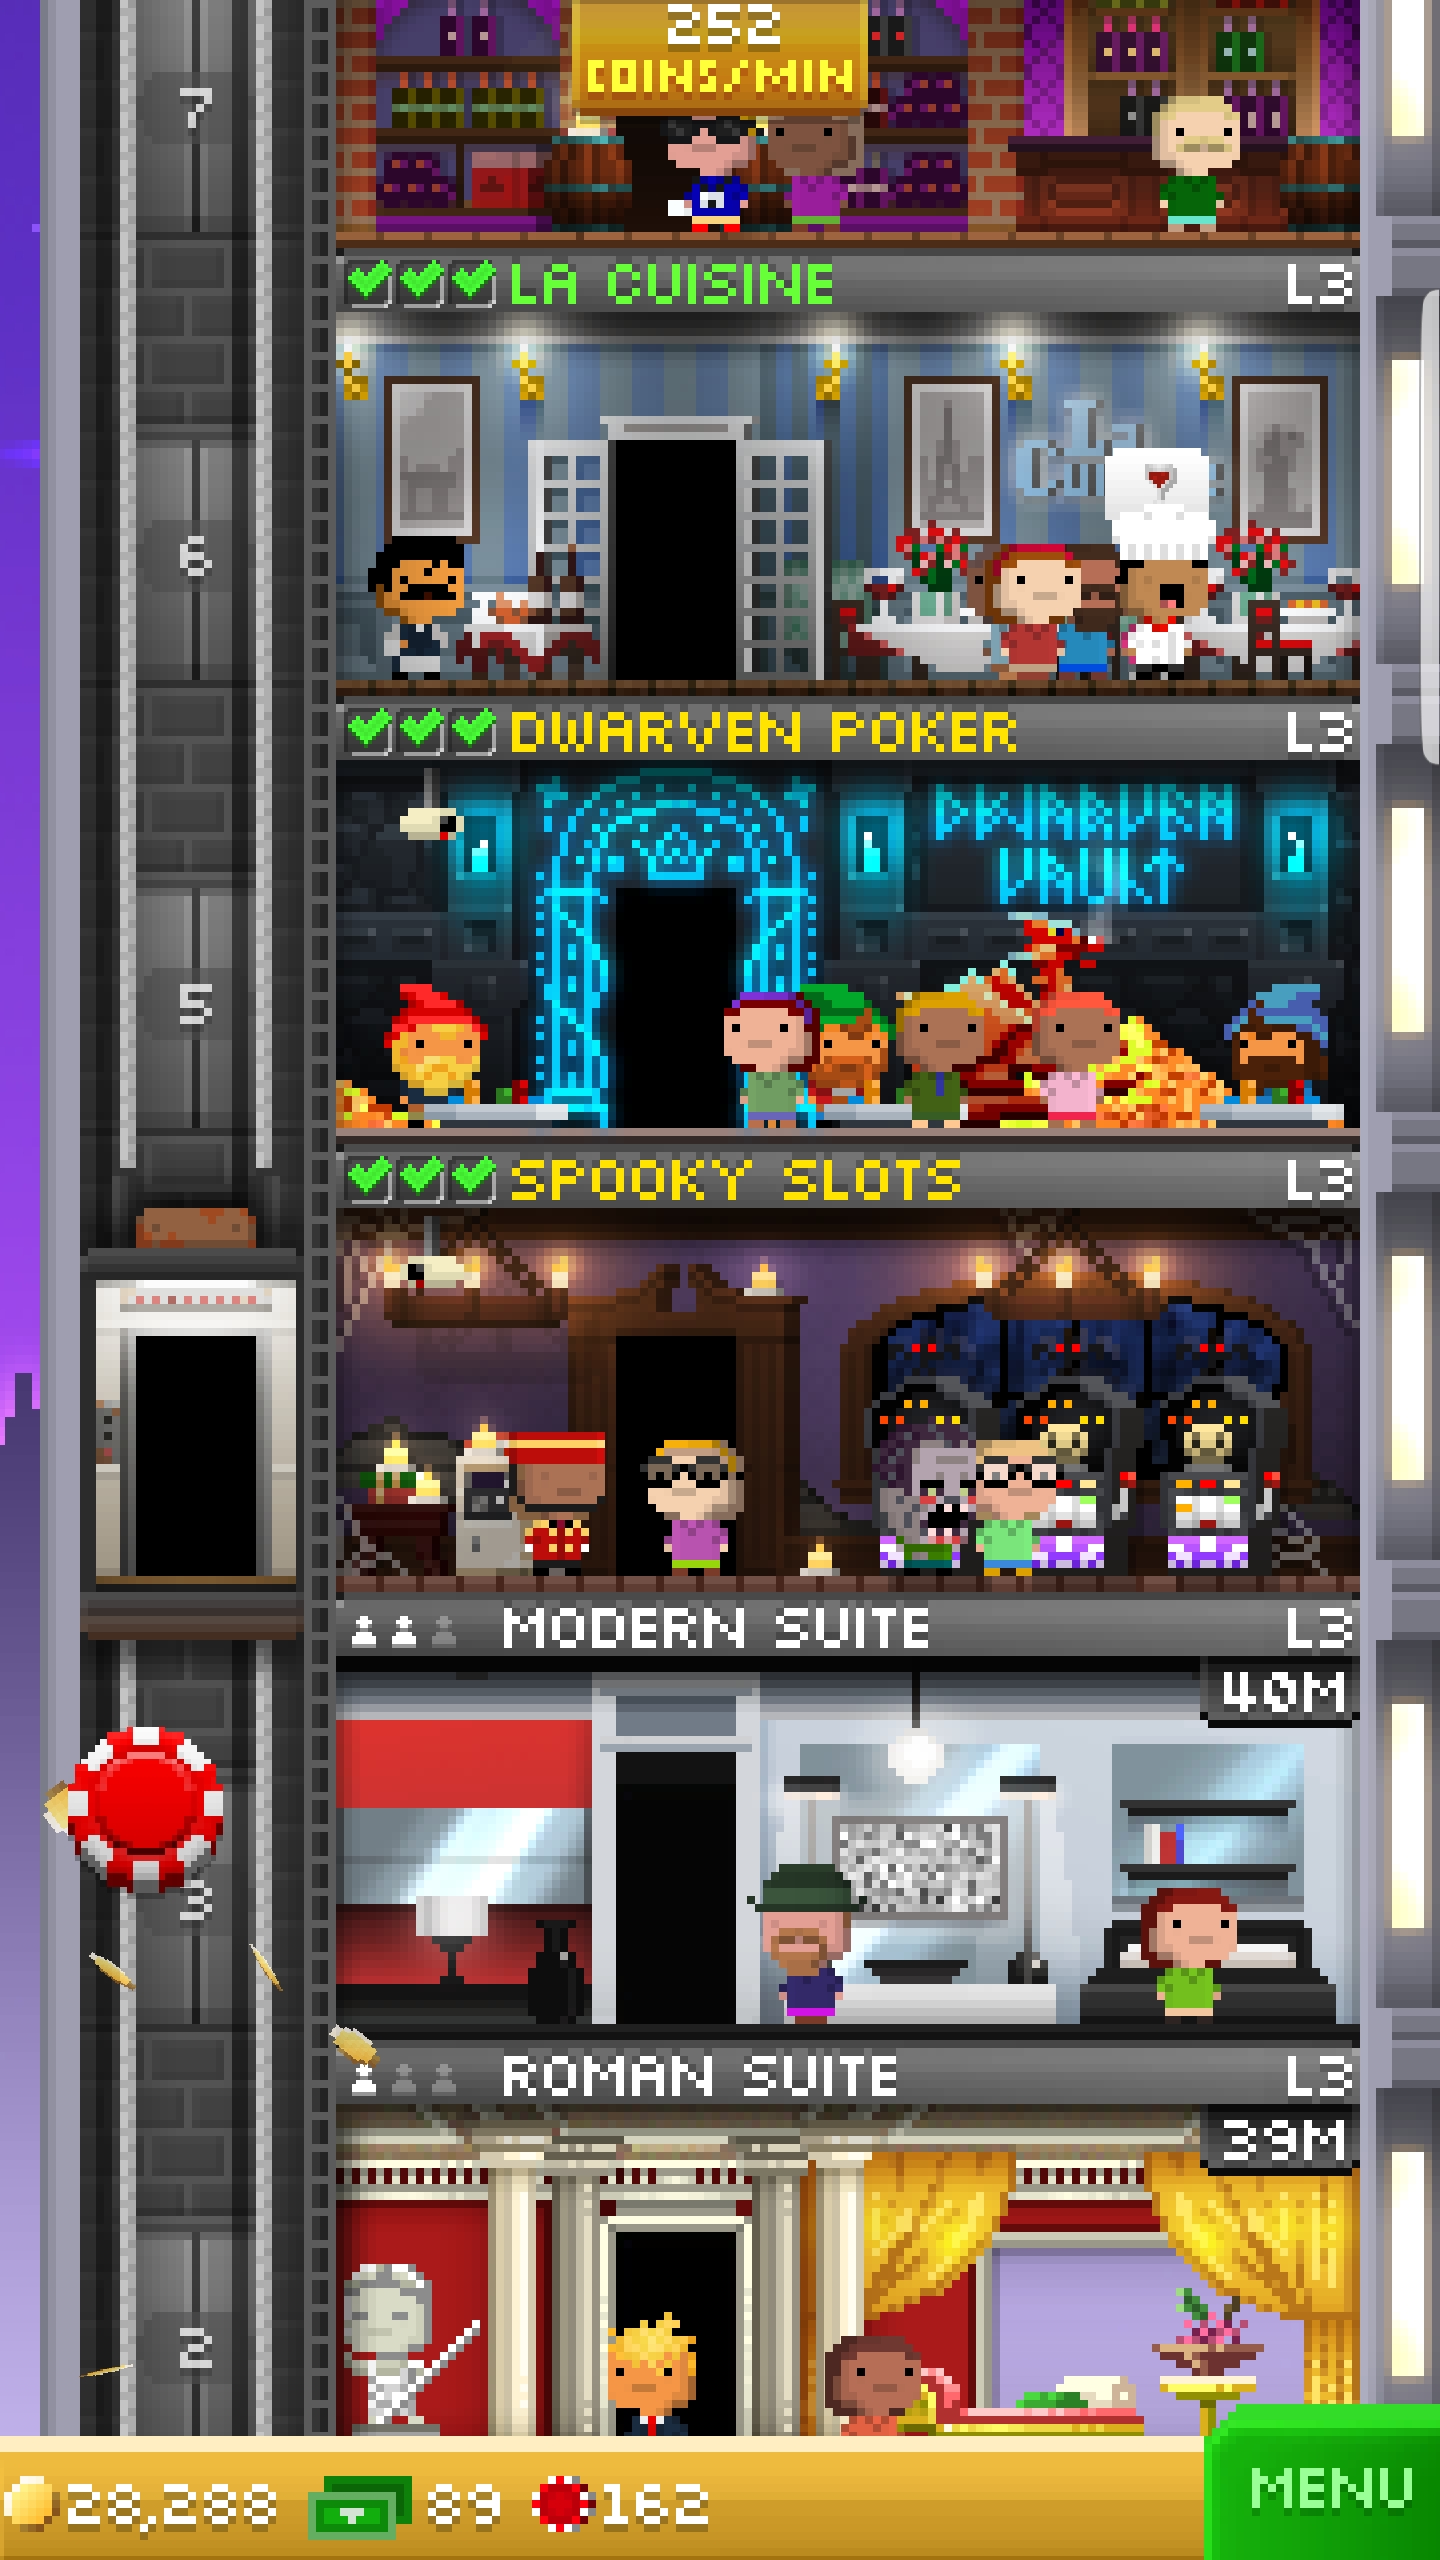 252
COINS/MIN
7
LA CUISINE L3
La
6
DWARVEN POKER L3
DWARVEN
VAULT
5
SPOOKY SLOTS L3
MODERN SUITE L3
40M
3
ROMAN SUITE L3
39M
2
28,288 89 162
MENU